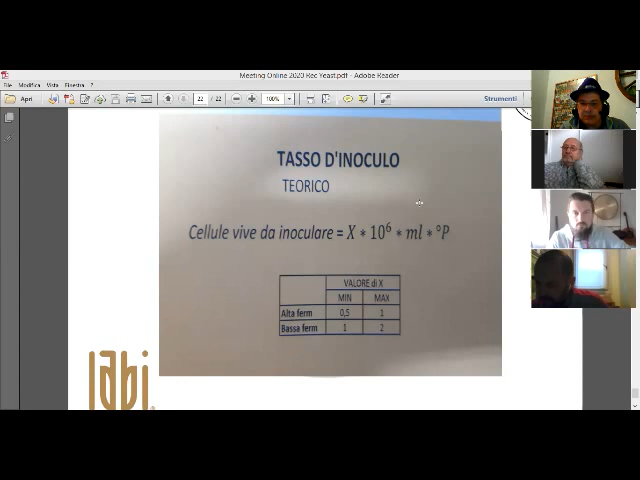 Meeting Online 2020 Rec Yeast.pdf - Adobe Reader
File Modifica Vista Finestra ?
Apri 22 / 22 100% Strumenti
TASSO D'INOCULO
TEORICO
Cellule vive da inoculare = X * 10⁶ * ml * °P
VALORE di X
MIN MAX
Alta ferm 0,5 1
Bassa ferm 1 2
labi